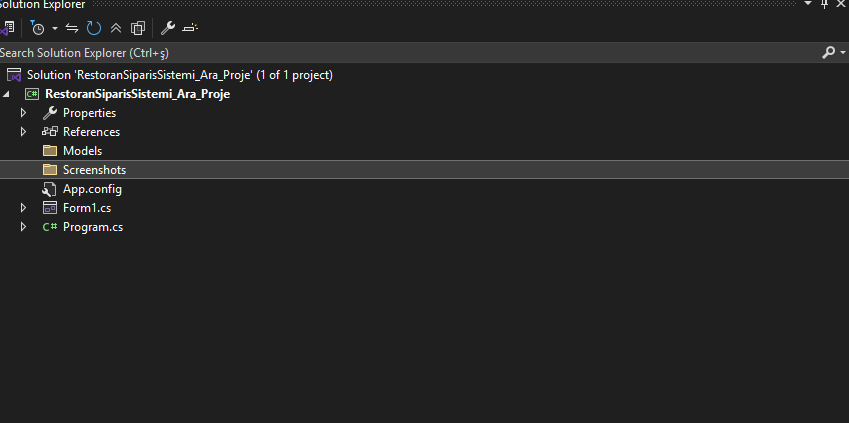 Solution Explorer
Search Solution Explorer (Ctrl+ş)
Solution 'RestoranSiparisSistemi_Ara_Proje' (1 of 1 project)
C# RestoranSiparisSistemi_Ara_Proje
Properties
References
Models
Screenshots
App.config
Form1.cs
C# Program.cs